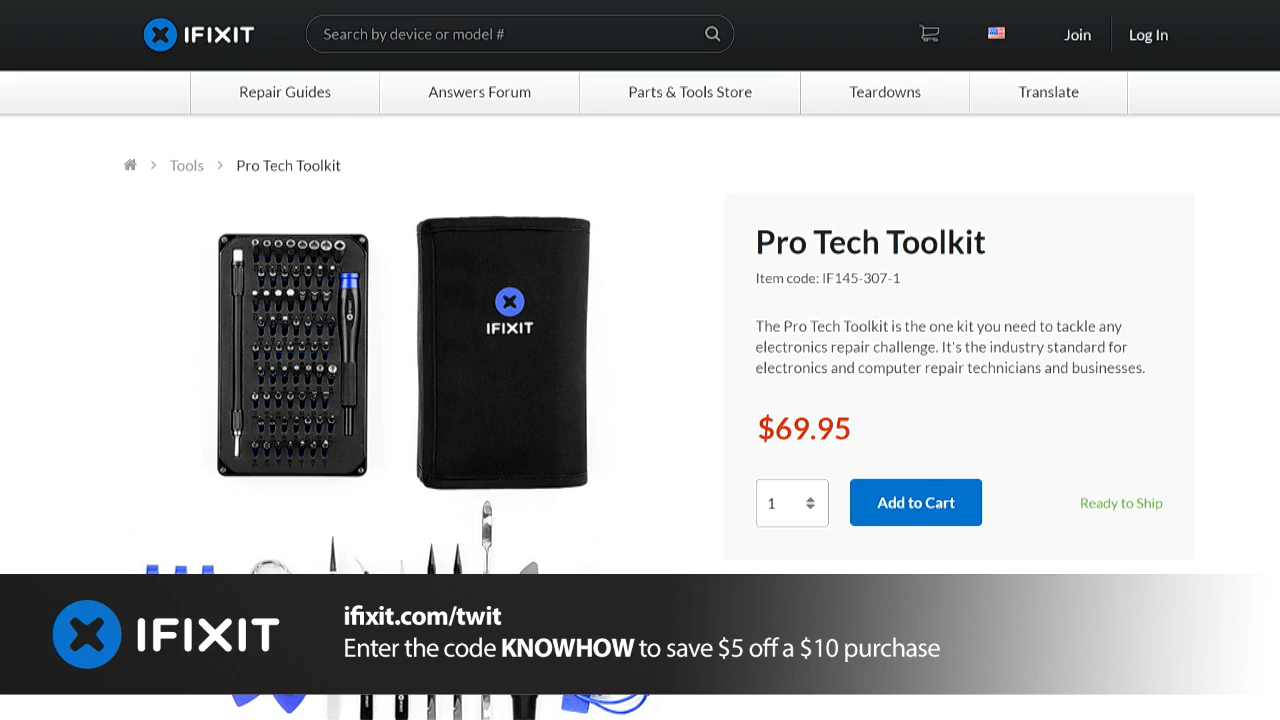 IFIXIT
Search by device or model #
Join
Log In
Repair Guides
Answers Forum
Parts & Tools Store
Teardowns
Translate
Tools
Pro Tech Toolkit
IFIXIT
Pro Tech Toolkit
Item code: IF145-307-1
The Pro Tech Toolkit is the one kit you need to tackle any
electronics repair challenge. It's the industry standard for
electronics and computer repair technicians and businesses.
$69.95
1
Add to Cart
Ready to Ship
IFIXIT
ifixit.com/twit
Enter the code KNOWHOW to save $5 off a $10 purchase